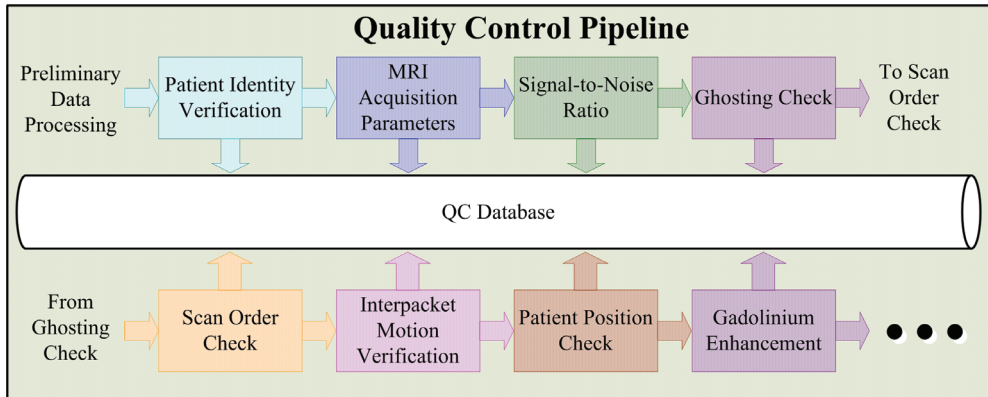 Quality Control Pipeline
Preliminary
Data
Processing
Patient Identity
Verification
MRI
Acquisition
Parameters
Signal-to-Noise
Ratio
Ghosting Check
To Scan
Order
Check
QC Database
From
Ghosting
Check
Scan Order
Check
Interpacket
Motion
Verification
Patient Position
Check
Gadolinium
Enhancement